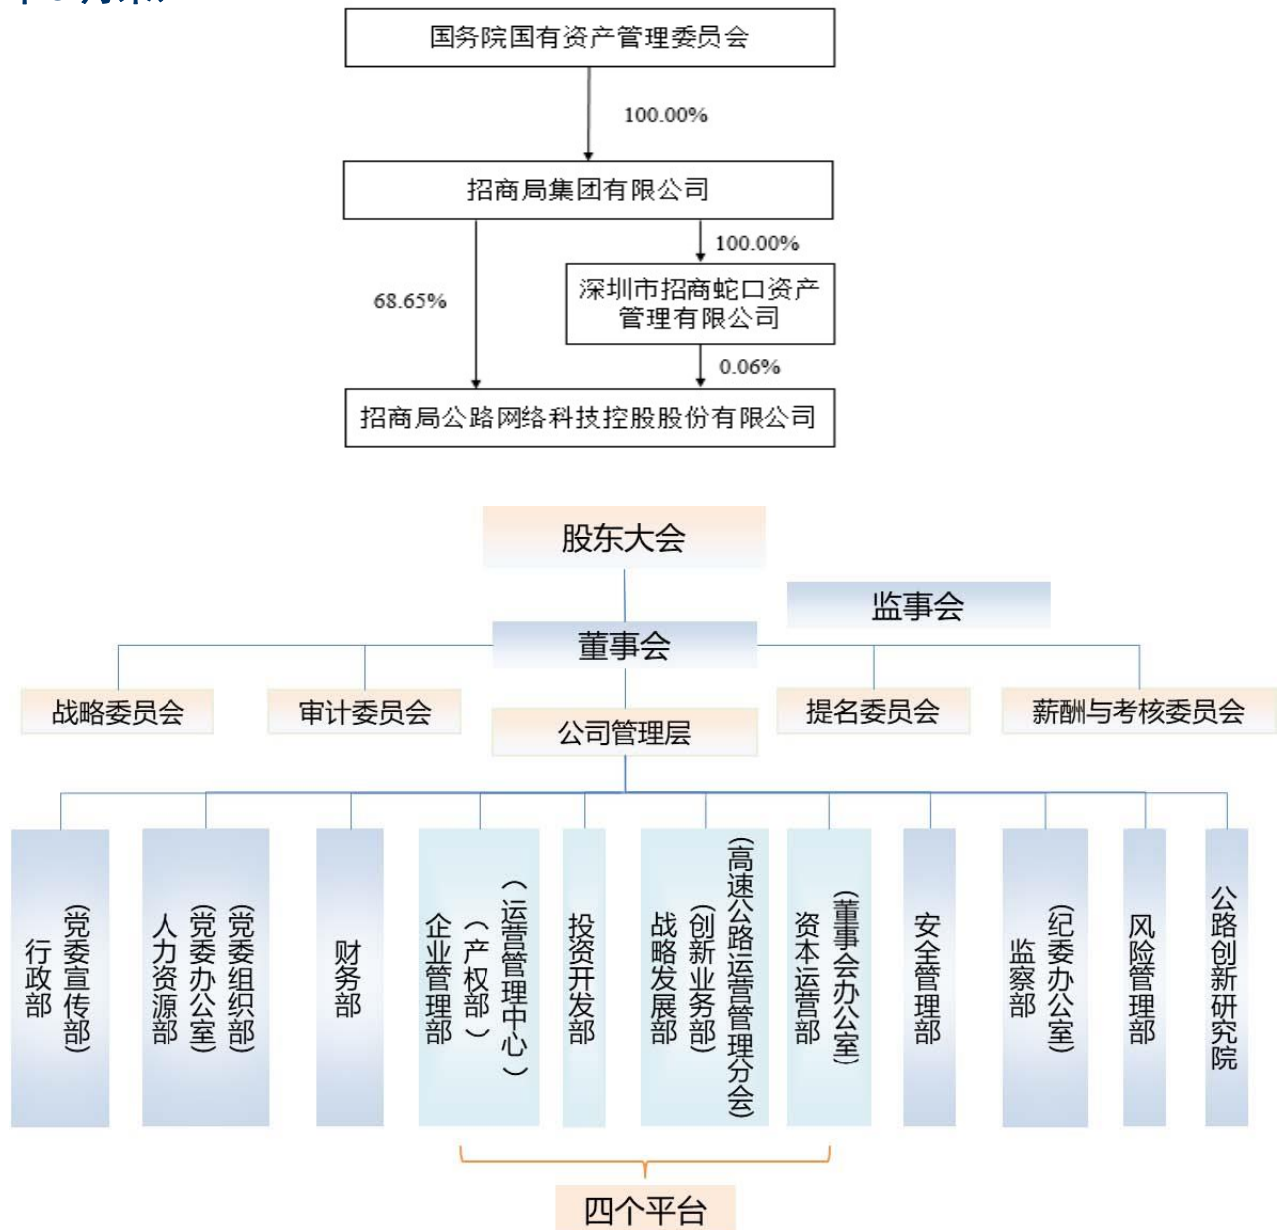 国务院国有资产管理委员会
100.00%
招商局集团有限公司
100.00%
68.65%
深圳市招商蛇口资产
管理有限公司
0.06%
招商局公路网络科技控股股份有限公司
股东大会
监事会
董事会
战略委员会
审计委员会
提名委员会
薪酬与考核委员会
公司管理层
行政部
（党委宣传部）
人力资源部
（党委办公室）
（党委组织部）
财务部
企业管理部
（产权部）
（运营管理中心）
投资开发部
战略发展部
（创新业务部）
（高速公路运营管理分会）
资本运营部
（董事会办公室）
安全管理部
监察部
（纪委办公室）
风险管理部
公路创新研究院
四个平台